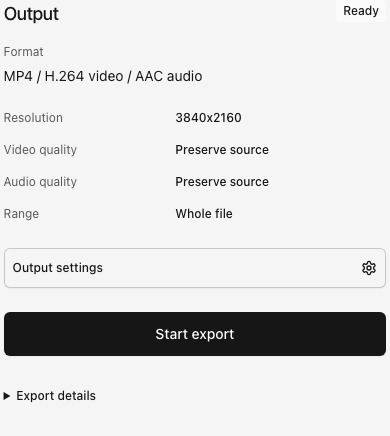 Output
Ready
Format
MP4 / H.264 video / AAC audio
Resolution 3840x2160
Video quality Preserve source
Audio quality Preserve source
Range Whole file
Output settings
Start export
Export details